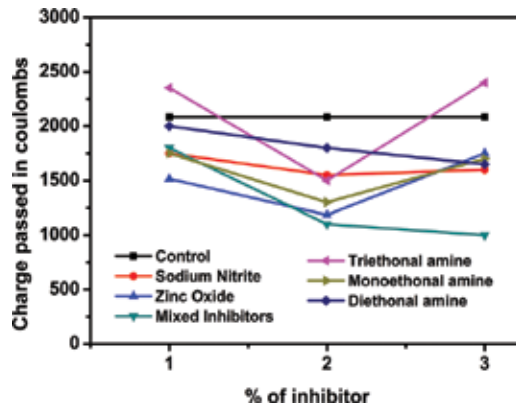 3000
2500
2000
1500
1000
500
0
Charge passed in coulombs
Control
Sodium Nitrite
Zinc Oxide
Mixed Inhibitors
Triethonal amine
Monoethonal amine
Diethonal amine
1 2 3
% of inhibitor